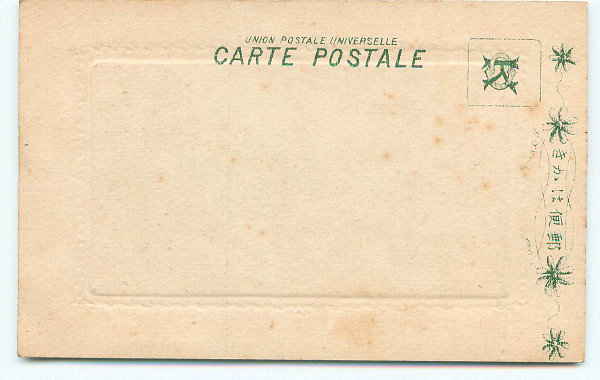 UNION POSTALE UNIVERSELLE
CARTE POSTALE
きかは便郵